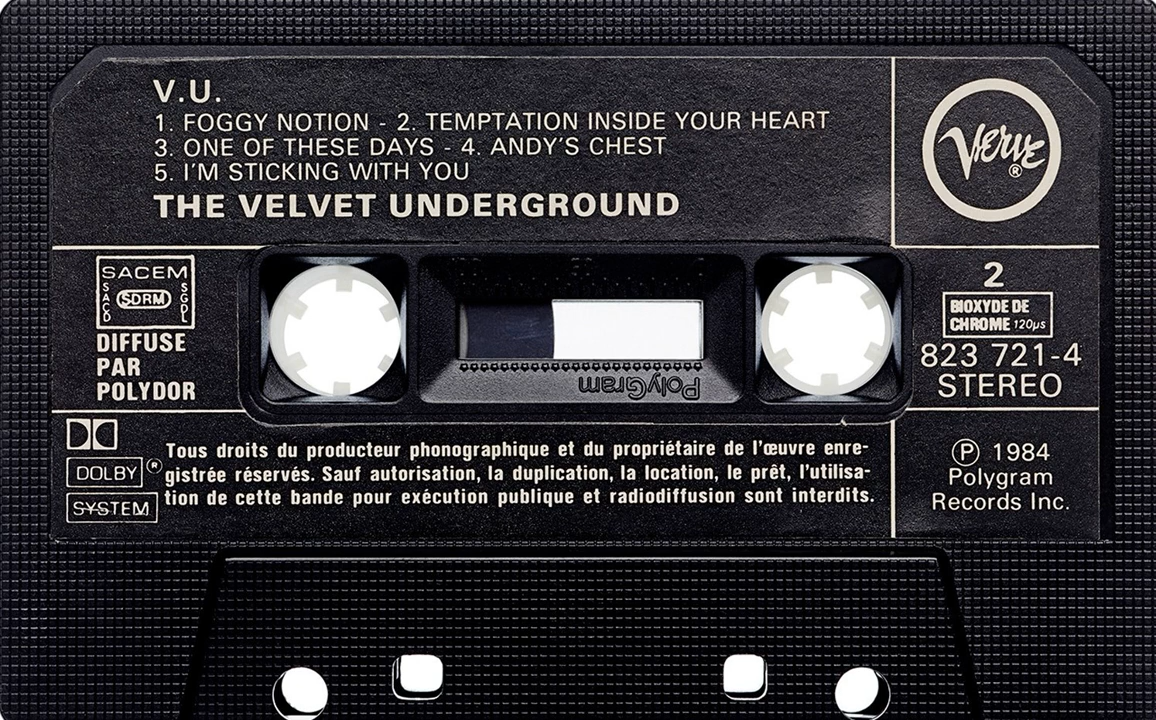 V.U.
1. FOGGY NOTION - 2. TEMPTATION INSIDE YOUR HEART
3. ONE OF THESE DAYS - 4. ANDY'S CHEST
5. I'M STICKING WITH YOU
THE VELVET UNDERGROUND
VERVE
®
SACEM
SACD
SDRM
SGDL
DIFFUSE
PAR
POLYDOR
PolyGram
2
BIOXYDE DE
CHROME 120µs
823 721-4
STEREO
DOLBY ®
SYSTEM
Tous droits du producteur phonographique et du propriétaire de l'œuvre enre-
gistrée réservés. Sauf autorisation, la duplication, la location, le prêt, l'utilisa-
tion de cette bande pour exécution publique et radiodiffusion sont interdits.
℗ 1984
Polygram
Records Inc.